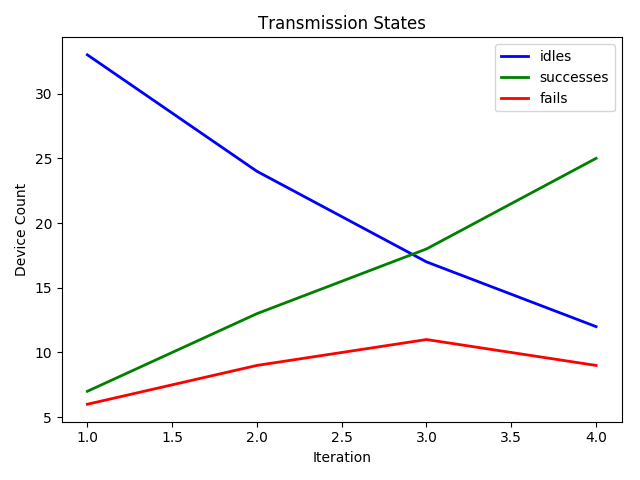 Transmission States
idles
successes
fails
Device Count
30
25
20
15
10
5
1.0 1.5 2.0 2.5 3.0 3.5 4.0
Iteration